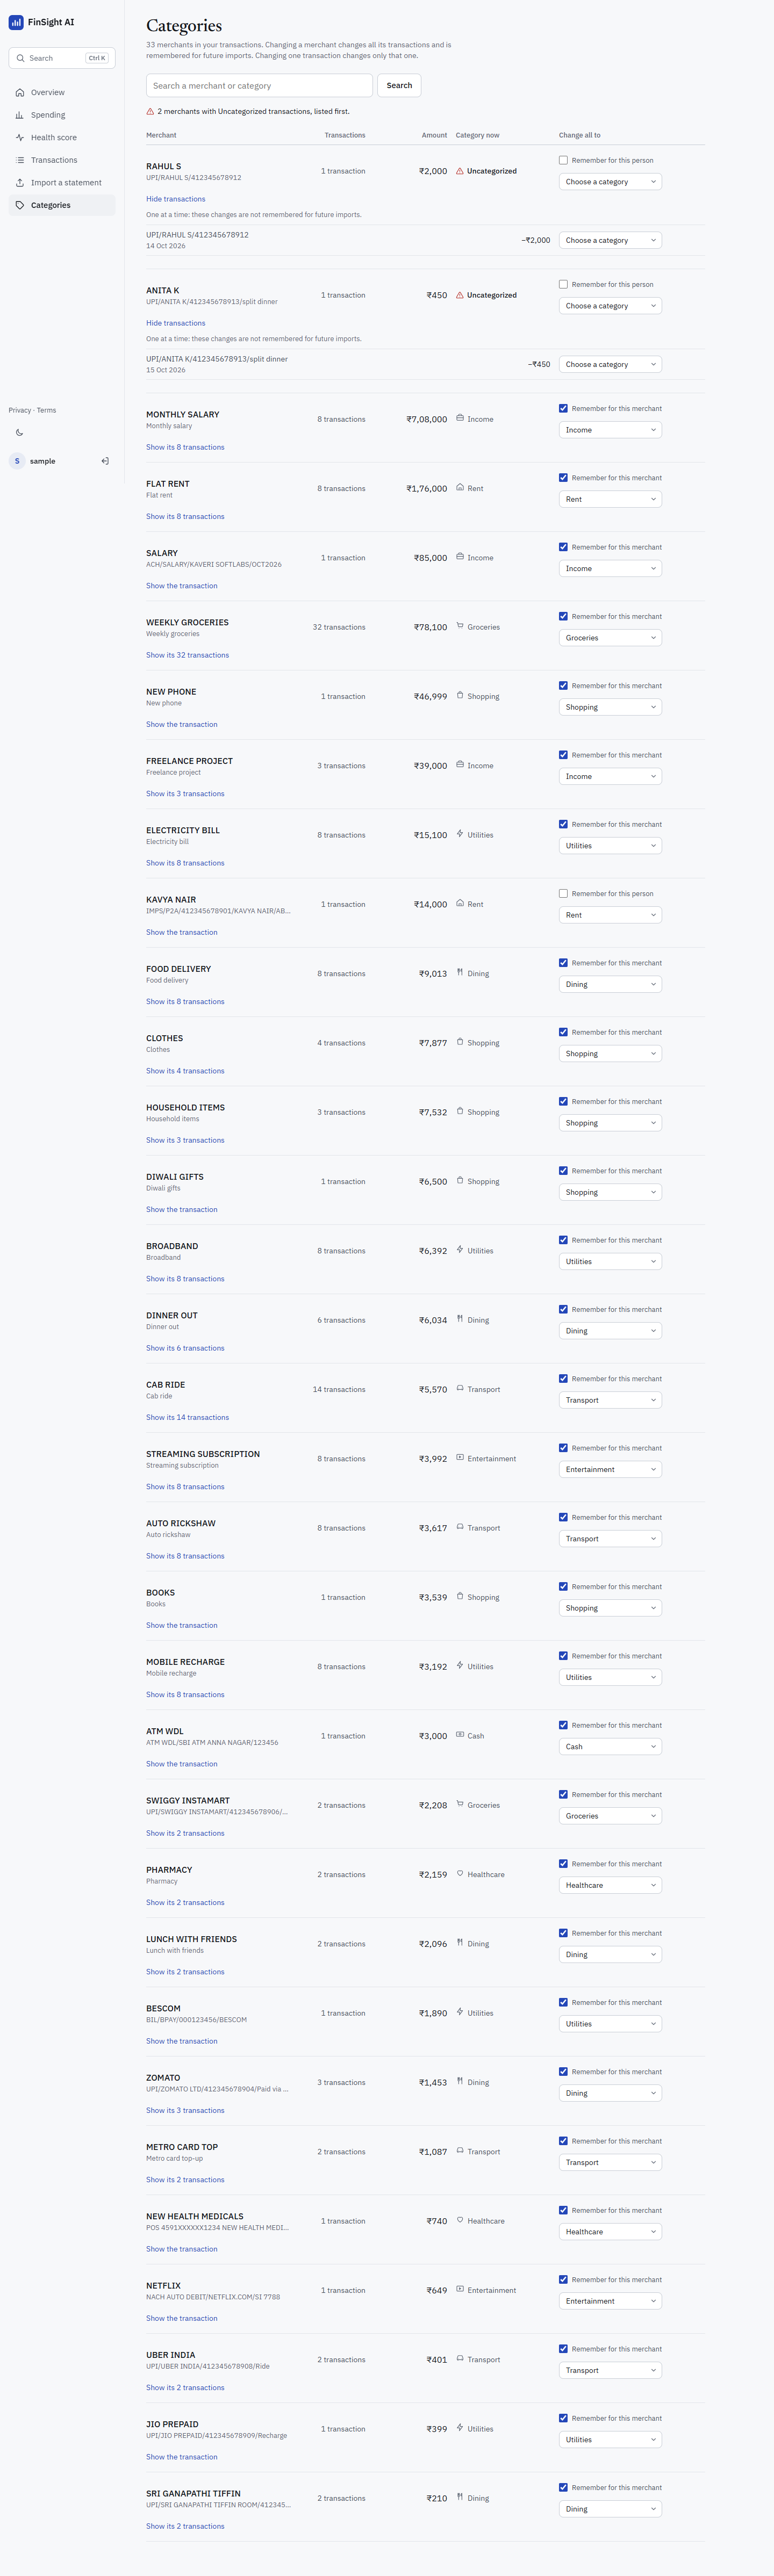 FinSight AI
Search
Ctrl K
Overview
Spending
Health score
Transactions
Import a statement
Categories
Privacy · Terms
S
sample
Categories
33 merchants in your transactions. Changing a merchant changes all its transactions and is
remembered for future imports. Changing one transaction changes only that one.
Search a merchant or category
Search
2 merchants with Uncategorized transactions, listed first.
Merchant Transactions Amount Category now Change all to
RAHUL S
UPI/RAHUL S/412345678912
1 transaction ₹2,000 Uncategorized
Remember for this person
Choose a category
Hide transactions
One at a time: these changes are not remembered for future imports.
UPI/RAHUL S/412345678912
14 Oct 2026
−₹2,000 Choose a category
ANITA K
UPI/ANITA K/412345678913/split dinner
1 transaction ₹450 Uncategorized
Remember for this person
Choose a category
Hide transactions
One at a time: these changes are not remembered for future imports.
UPI/ANITA K/412345678913/split dinner
15 Oct 2026
−₹450 Choose a category
MONTHLY SALARY
Monthly salary
8 transactions ₹7,08,000 Income
Remember for this merchant
Income
Show its 8 transactions
FLAT RENT
Flat rent
8 transactions ₹1,76,000 Rent
Remember for this merchant
Rent
Show its 8 transactions
SALARY
ACH/SALARY/KAVERI SOFTLABS/OCT2026
1 transaction ₹85,000 Income
Remember for this merchant
Income
Show the transaction
WEEKLY GROCERIES
Weekly groceries
32 transactions ₹78,100 Groceries
Remember for this merchant
Groceries
Show its 32 transactions
NEW PHONE
New phone
1 transaction ₹46,999 Shopping
Remember for this merchant
Shopping
Show the transaction
FREELANCE PROJECT
Freelance project
3 transactions ₹39,000 Income
Remember for this merchant
Income
Show its 3 transactions
ELECTRICITY BILL
Electricity bill
8 transactions ₹15,100 Utilities
Remember for this merchant
Utilities
Show its 8 transactions
KAVYA NAIR
IMPS/P2A/412345678901/KAVYA NAIR/AB...
1 transaction ₹14,000 Rent
Remember for this person
Rent
Show the transaction
FOOD DELIVERY
Food delivery
8 transactions ₹9,013 Dining
Remember for this merchant
Dining
Show its 8 transactions
CLOTHES
Clothes
4 transactions ₹7,877 Shopping
Remember for this merchant
Shopping
Show its 4 transactions
HOUSEHOLD ITEMS
Household items
3 transactions ₹7,532 Shopping
Remember for this merchant
Shopping
Show its 3 transactions
DIWALI GIFTS
Diwali gifts
1 transaction ₹6,500 Shopping
Remember for this merchant
Shopping
Show the transaction
BROADBAND
Broadband
8 transactions ₹6,392 Utilities
Remember for this merchant
Utilities
Show its 8 transactions
DINNER OUT
Dinner out
6 transactions ₹6,034 Dining
Remember for this merchant
Dining
Show its 6 transactions
CAB RIDE
Cab ride
14 transactions ₹5,570 Transport
Remember for this merchant
Transport
Show its 14 transactions
STREAMING SUBSCRIPTION
Streaming subscription
8 transactions ₹3,992 Entertainment
Remember for this merchant
Entertainment
Show its 8 transactions
AUTO RICKSHAW
Auto rickshaw
8 transactions ₹3,617 Transport
Remember for this merchant
Transport
Show its 8 transactions
BOOKS
Books
1 transaction ₹3,539 Shopping
Remember for this merchant
Shopping
Show the transaction
MOBILE RECHARGE
Mobile recharge
8 transactions ₹3,192 Utilities
Remember for this merchant
Utilities
Show its 8 transactions
ATM WDL
ATM WDL/SBI ATM ANNA NAGAR/123456
1 transaction ₹3,000 Cash
Remember for this merchant
Cash
Show the transaction
SWIGGY INSTAMART
UPI/SWIGGY INSTAMART/412345678906/...
2 transactions ₹2,208 Groceries
Remember for this merchant
Groceries
Show its 2 transactions
PHARMACY
Pharmacy
2 transactions ₹2,159 Healthcare
Remember for this merchant
Healthcare
Show its 2 transactions
LUNCH WITH FRIENDS
Lunch with friends
2 transactions ₹2,096 Dining
Remember for this merchant
Dining
Show its 2 transactions
BESCOM
BIL/BPAY/000123456/BESCOM
1 transaction ₹1,890 Utilities
Remember for this merchant
Utilities
Show the transaction
ZOMATO
UPI/ZOMATO LTD/412345678904/Paid via ...
3 transactions ₹1,453 Dining
Remember for this merchant
Dining
Show its 3 transactions
METRO CARD TOP
Metro card top-up
2 transactions ₹1,087 Transport
Remember for this merchant
Transport
Show its 2 transactions
NEW HEALTH MEDICALS
POS 4591XXXXXX1234 NEW HEALTH MEDI...
1 transaction ₹740 Healthcare
Remember for this merchant
Healthcare
Show the transaction
NETFLIX
NACH AUTO DEBIT/NETFLIX.COM/SI 7788
1 transaction ₹649 Entertainment
Remember for this merchant
Entertainment
Show the transaction
UBER INDIA
UPI/UBER INDIA/412345678908/Ride
2 transactions ₹401 Transport
Remember for this merchant
Transport
Show its 2 transactions
JIO PREPAID
UPI/JIO PREPAID/412345678909/Recharge
1 transaction ₹399 Utilities
Remember for this merchant
Utilities
Show the transaction
SRI GANAPATHI TIFFIN
UPI/SRI GANAPATHI TIFFIN ROOM/412345...
2 transactions ₹210 Dining
Remember for this merchant
Dining
Show its 2 transactions